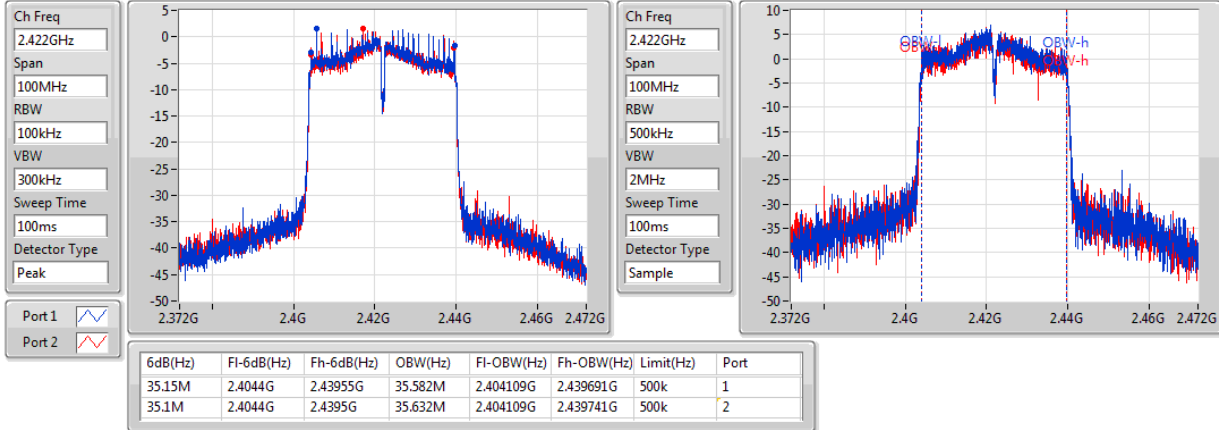 Ch Freq
2.422GHz
Span
100MHz
RBW
100kHz
VBW
300kHz
Sweep Time
100ms
Detector Type
Peak
Port 1
Port 2
5
0
-5
-10
-15
-20
-25
-30
-35
-40
-45
-50
2.372G 2.4G 2.42G 2.44G 2.46G 2.472G
Ch Freq
2.422GHz
Span
100MHz
RBW
500kHz
VBW
2MHz
Sweep Time
100ms
Detector Type
Sample
10
5
0
-5
-10
-15
-20
-25
-30
-35
-40
-45
-50
OBW-h
OBW-h
2.372G 2.4G 2.42G 2.44G 2.46G 2.472G
6dB(Hz) Fl-6dB(Hz) Fh-6dB(Hz) OBW(Hz) Fl-OBW(Hz) Fh-OBW(Hz) Limit(Hz) Port
35.15M 2.4044G 2.43955G 35.582M 2.404109G 2.439691G 500k 1
35.1M 2.4044G 2.4395G 35.632M 2.404109G 2.439741G 500k 2